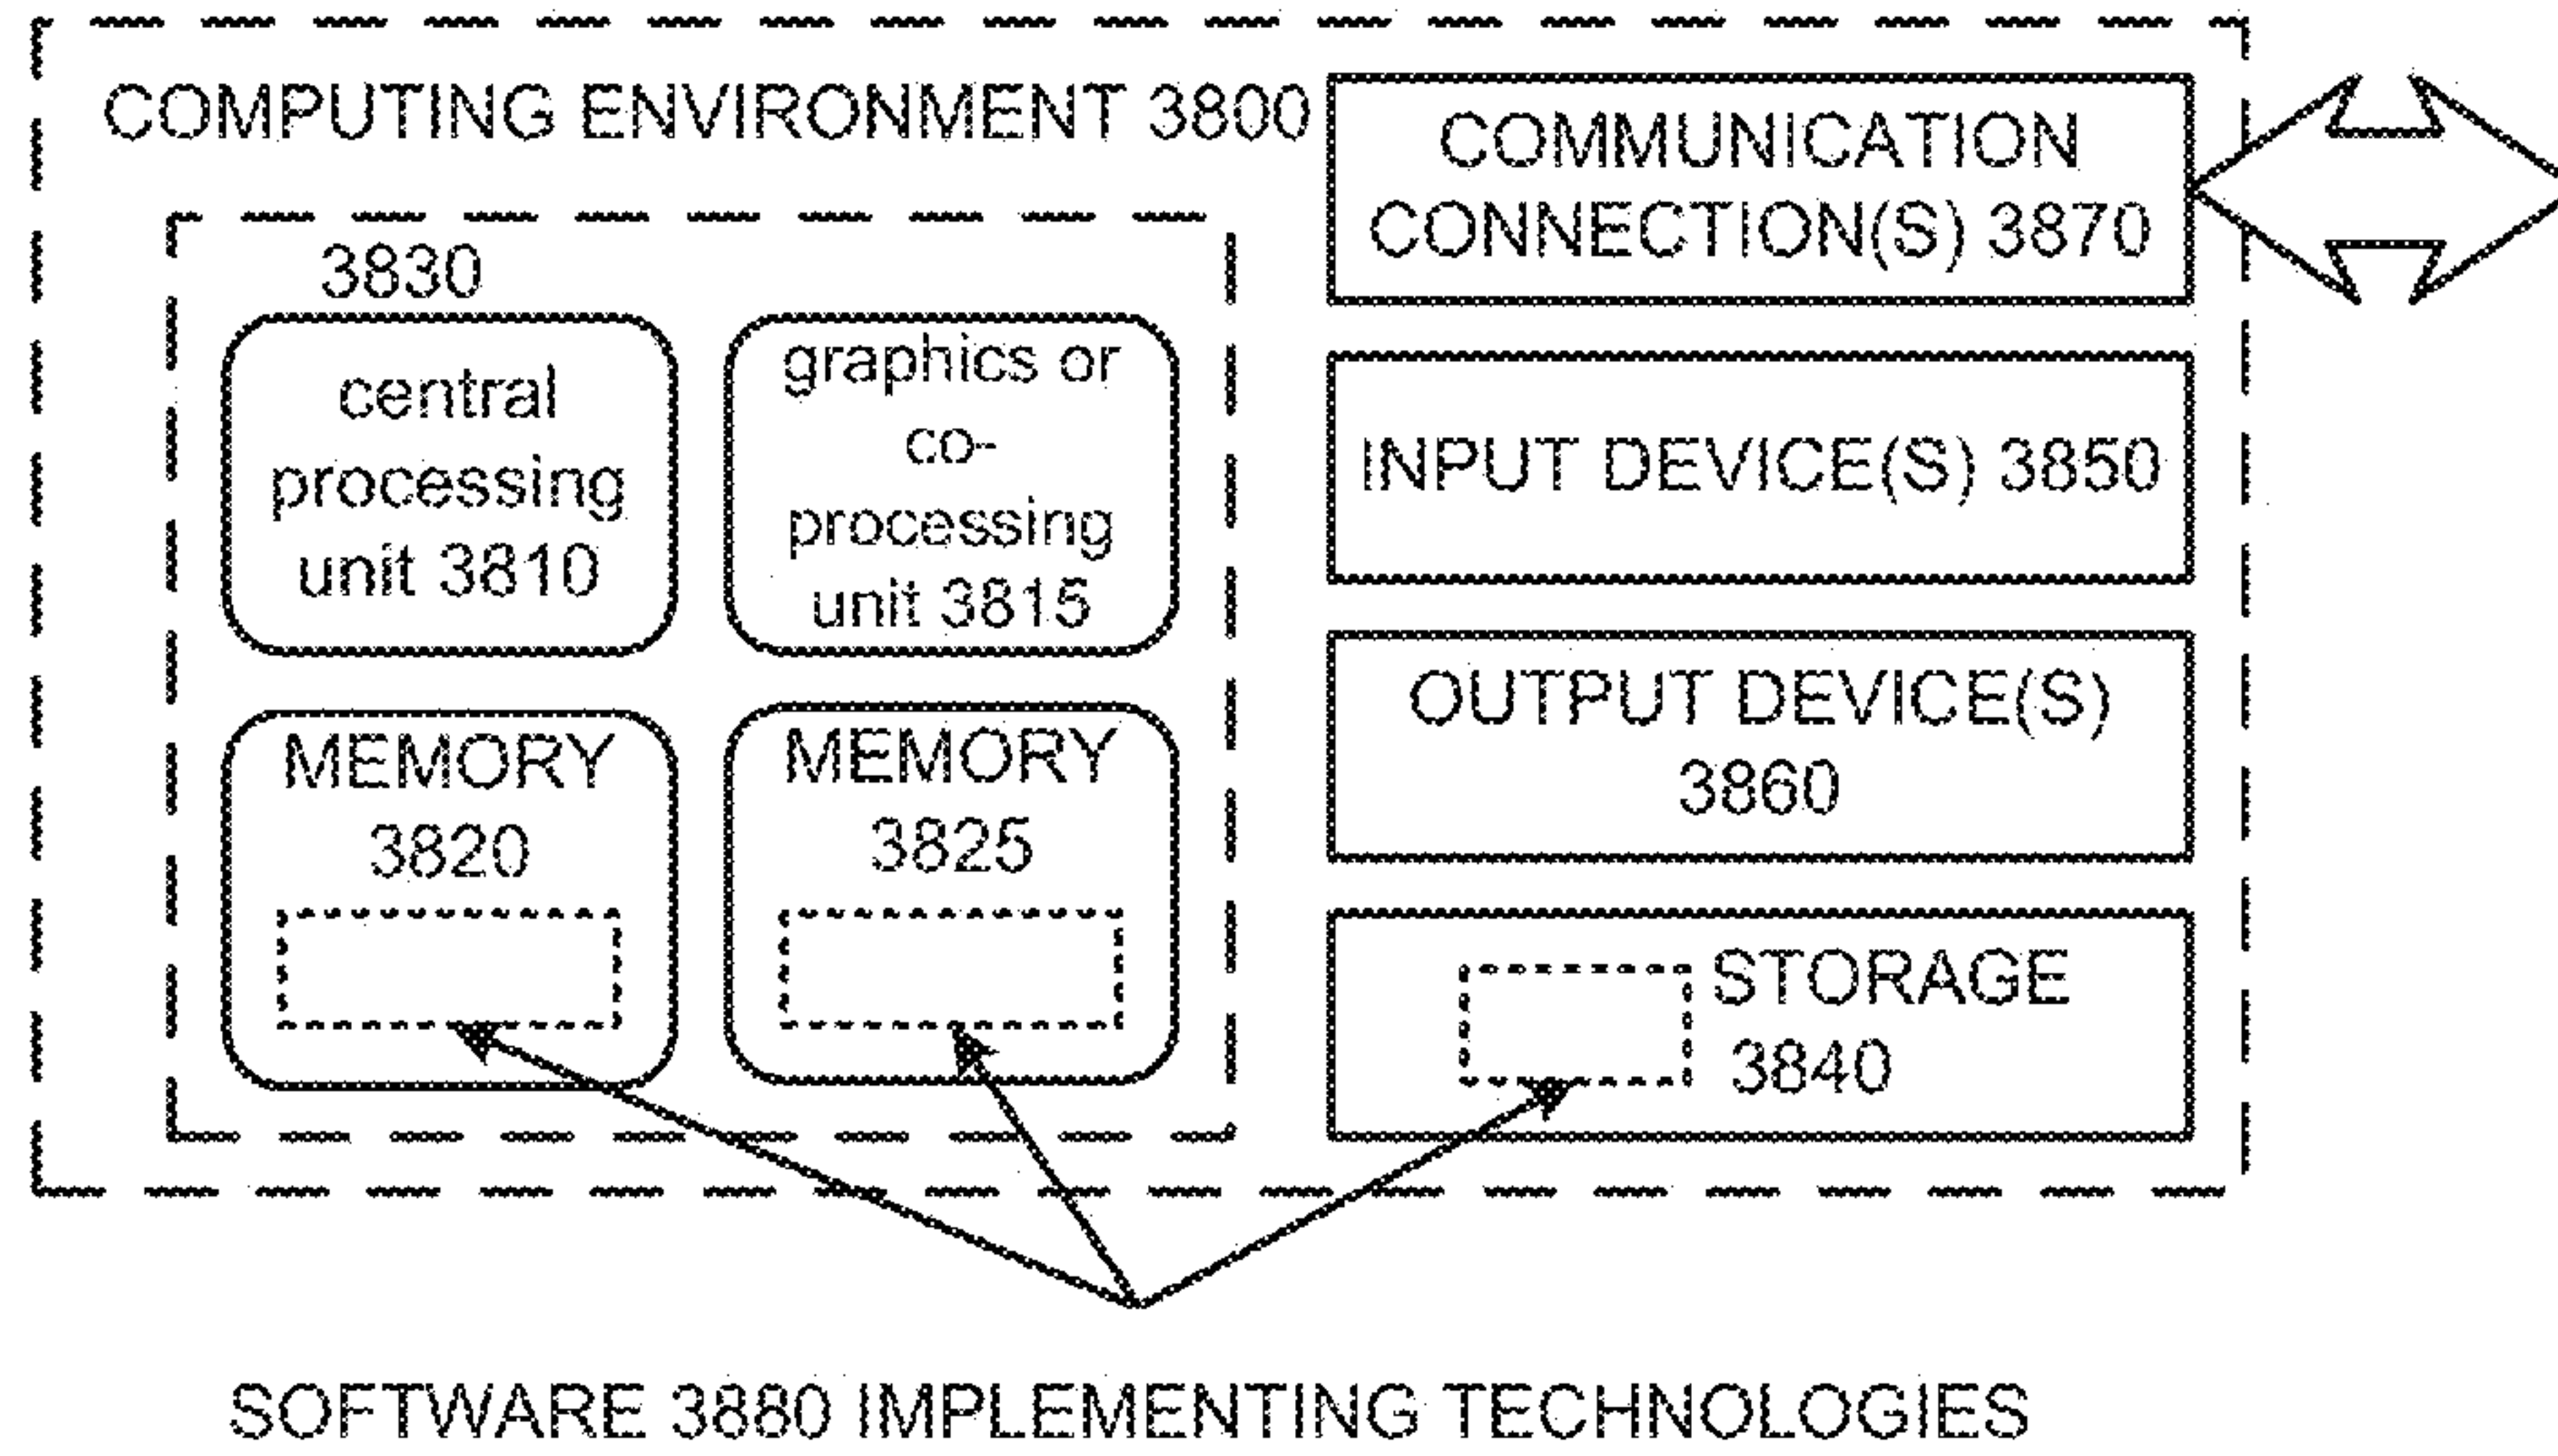 COMPUTING ENVIRONMENT 3800
3830
central
processing
unit 3810
graphics or
co-
processing
unit 3815
MEMORY
3820
MEMORY
3825
COMMUNICATION
CONNECTION(S) 3870
INPUT DEVICE(S) 3850
OUTPUT DEVICE(S)
3860
STORAGE
3840
SOFTWARE 3880 IMPLEMENTING TECHNOLOGIES